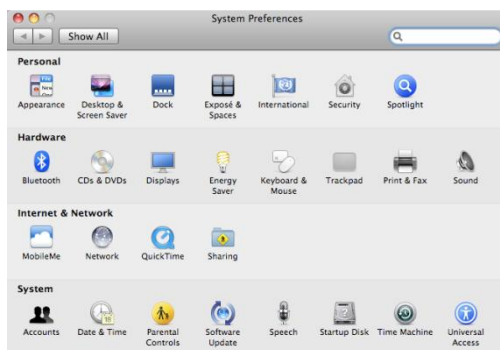 System Preferences
Show All
Personal
Appearance
Desktop &
Screen Saver
Dock
Exposé &
Spaces
International
Security
Spotlight
Hardware
Bluetooth
CDs & DVDs
Displays
Energy
Saver
Keyboard &
Mouse
Trackpad
Print & Fax
Sound
Internet & Network
MobileMe
Network
QuickTime
Sharing
System
Accounts
Date & Time
Parental
Controls
Software
Update
Speech
Startup Disk
Time Machine
Universal
Access